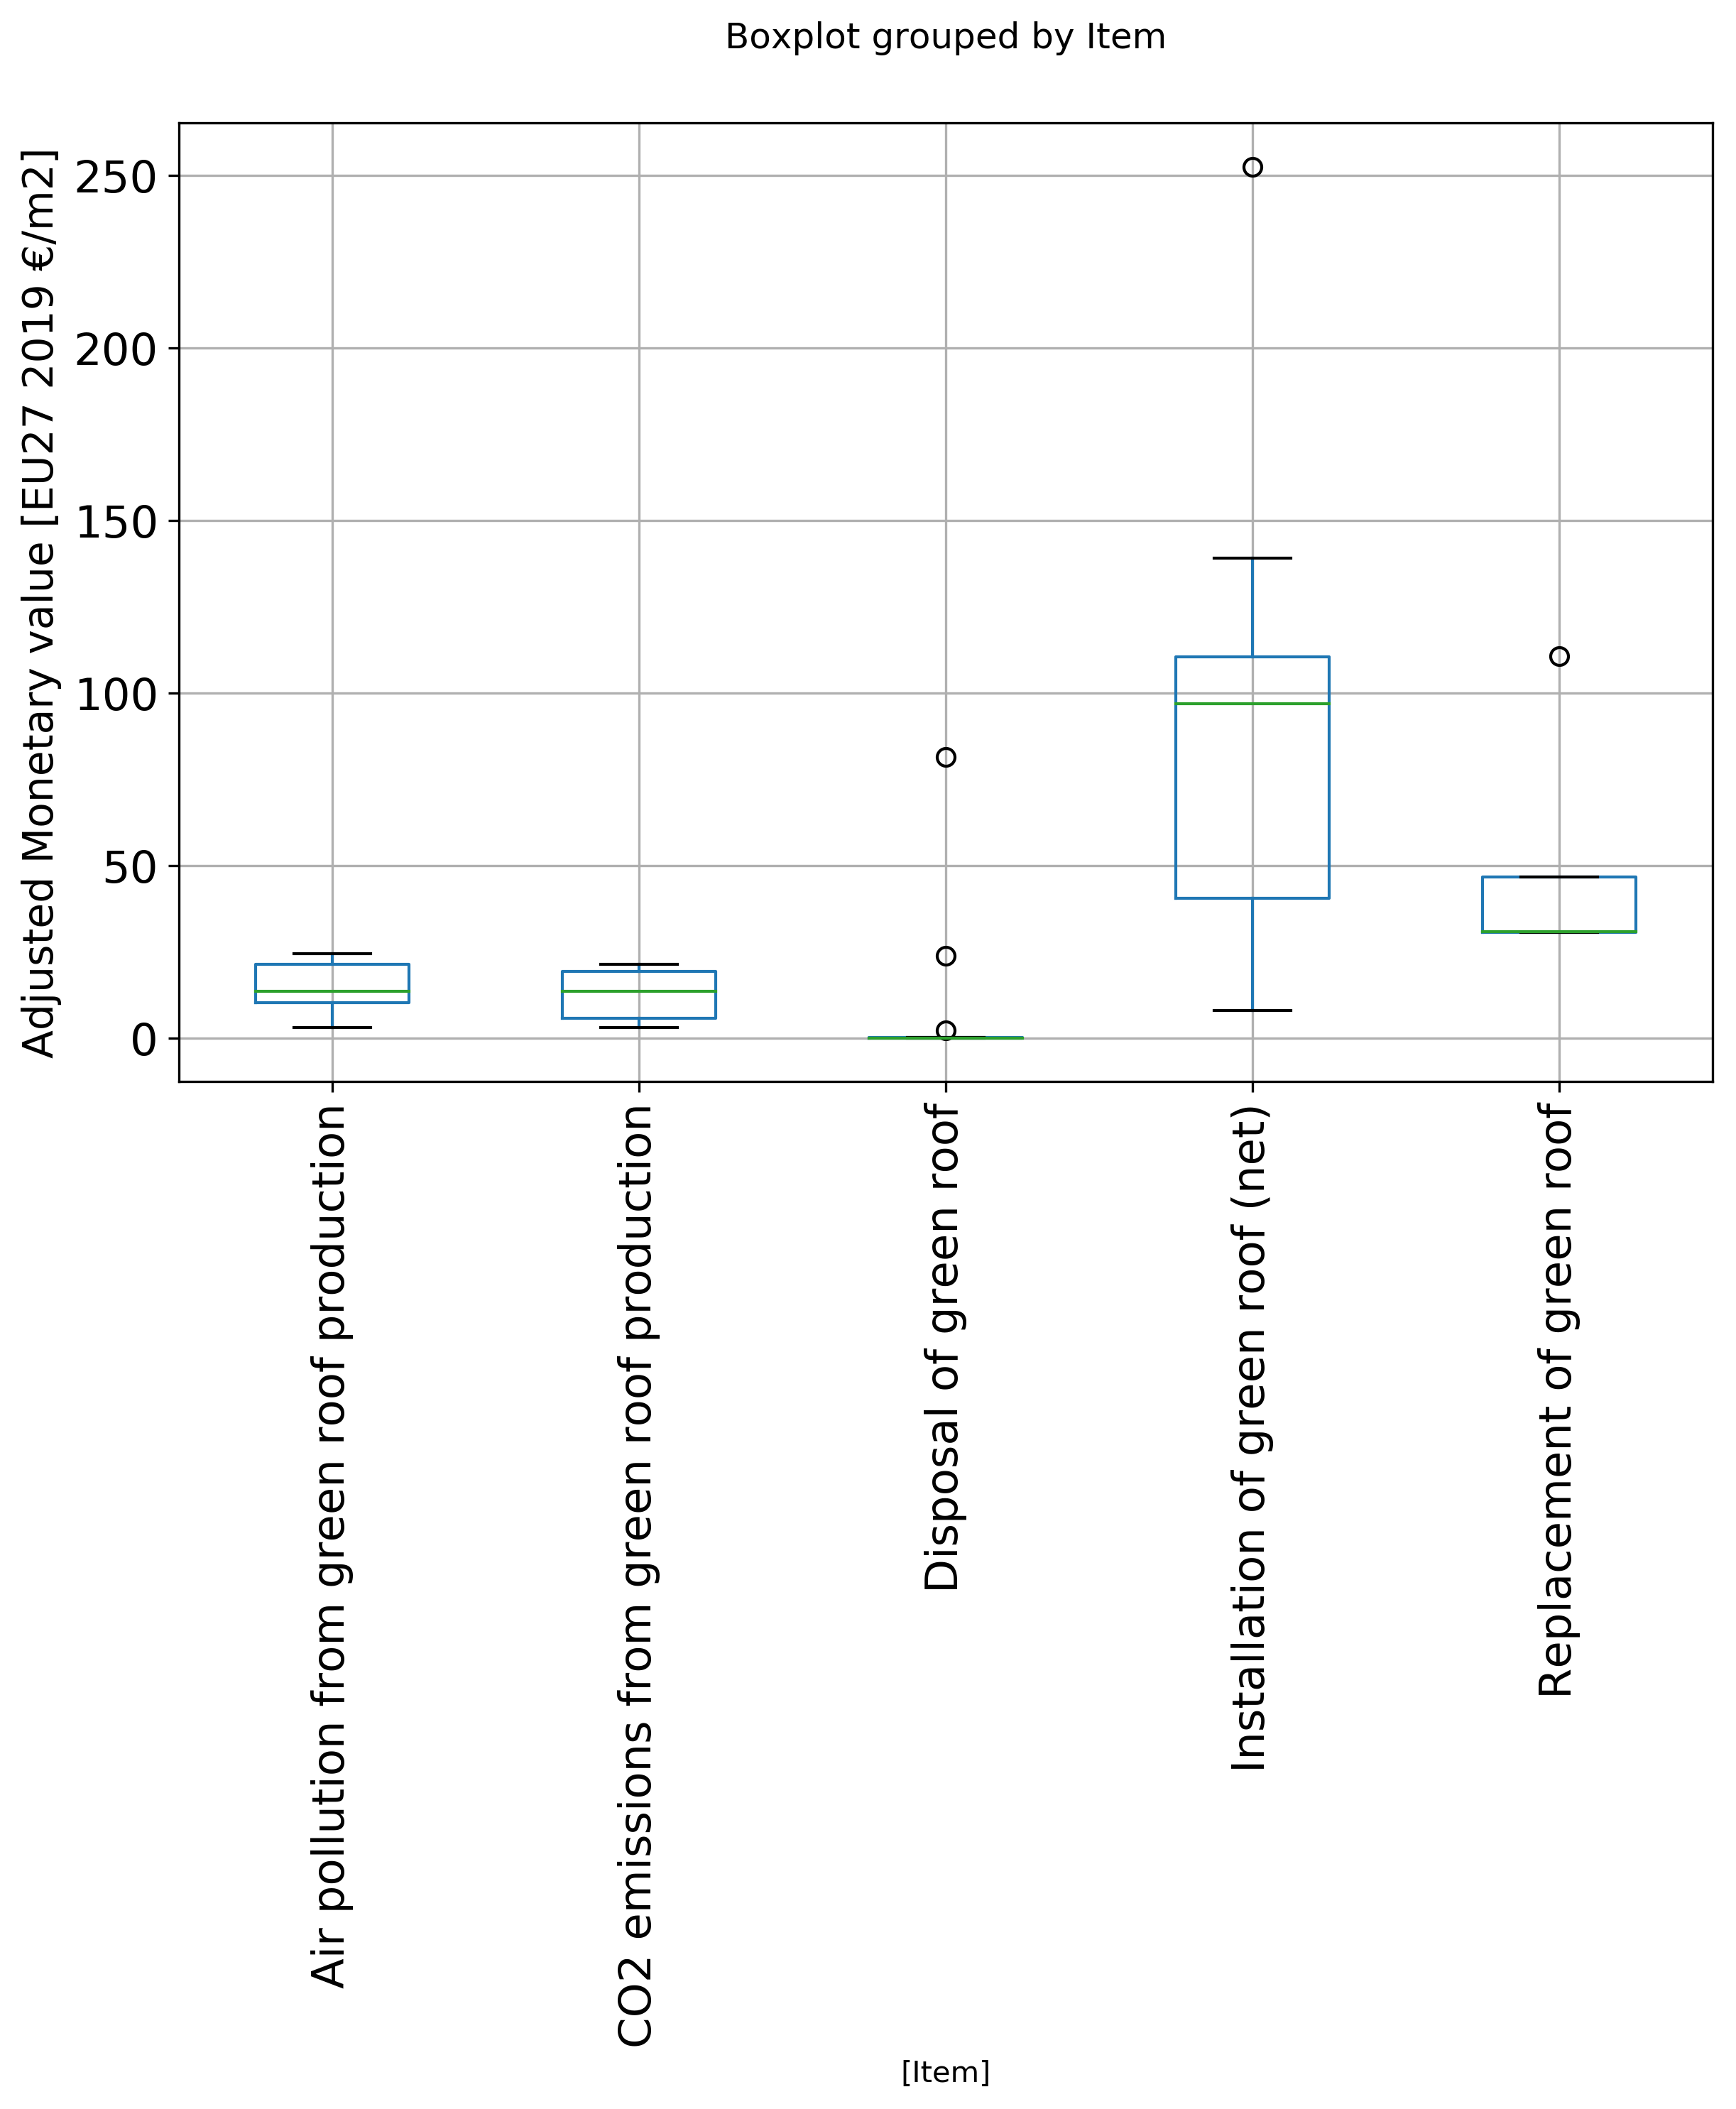 Boxplot grouped by Item
Adjusted Monetary value [EU27 2019 €/m2]
250
200
150
100
50
0
Air pollution from green roof production
CO2 emissions from green roof production
Disposal of green roof
Installation of green roof (net)
Replacement of green roof
[Item]